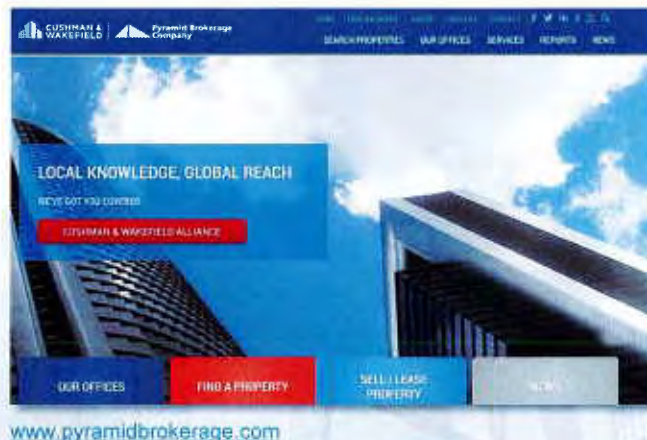 CUSHMAN & WAKEFIELD
Pyramid Brokerage Company
SEARCH PROPERTIES OUR OFFICES SERVICES REPORTS NEWS
LOCAL KNOWLEDGE, GLOBAL REACH
WE'VE GOT YOU COVERED
CUSHMAN & WAKEFIELD ALLIANCE
OUR OFFICES
FIND A PROPERTY
SELL / LEASE
PROPERTY
NEWS
www.pyramidbrokerage.com